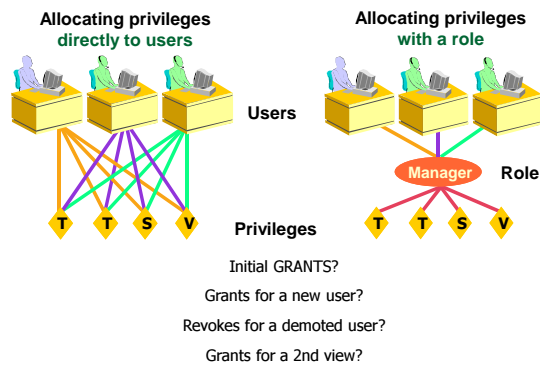 Allocating privileges
directly to users
Allocating privileges
with a role
Users
Manager
Role
T T S V
Privileges
T T S V
Initial GRANTS?
Grants for a new user?
Revokes for a demoted user?
Grants for a 2nd view?